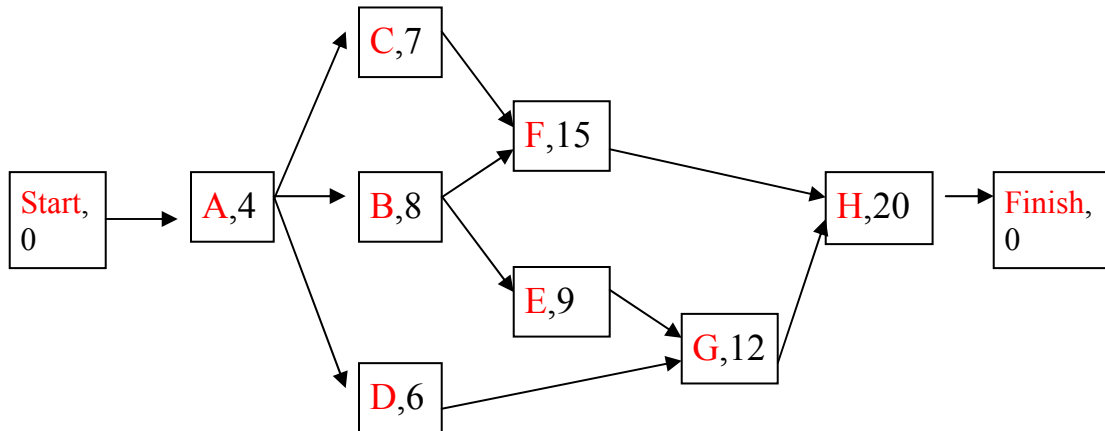 C,7
F,15
Start,
0
A,4
B,8
H,20
Finish,
0
E,9
G,12
D,6